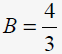 B = 4/3